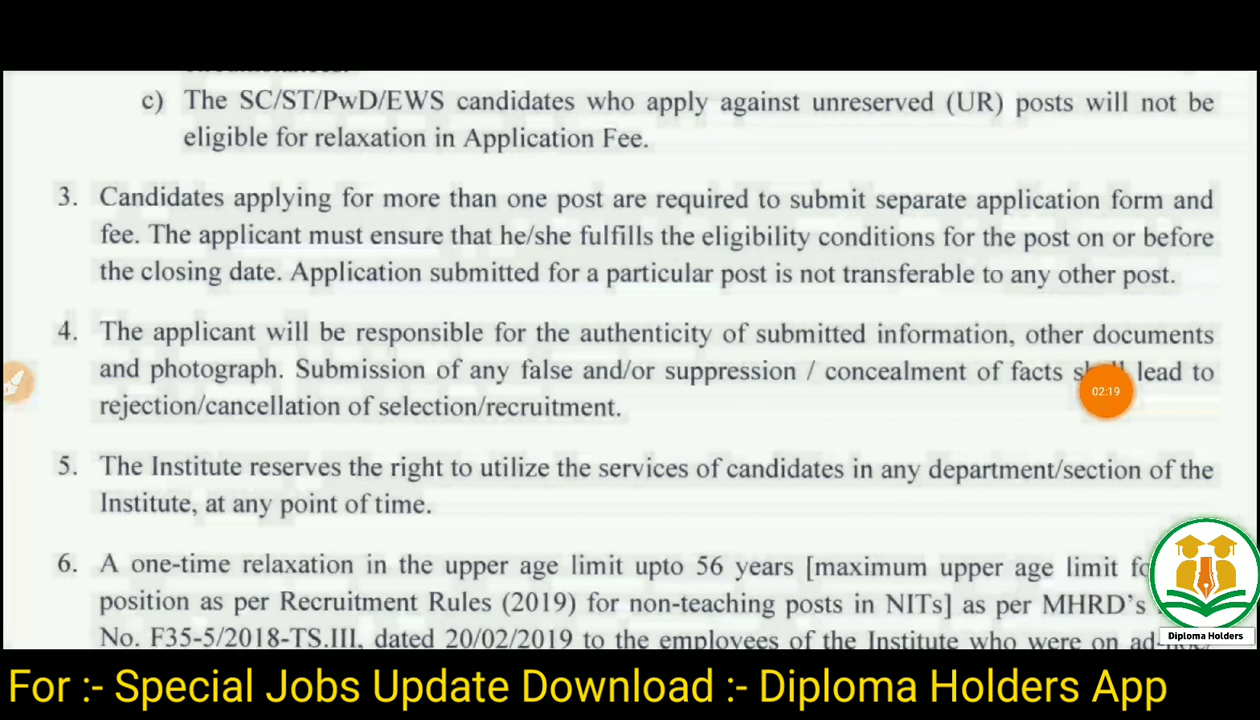 c) The SC/ST/PwD/EWS candidates who apply against unreserved (UR) posts will not be
eligible for relaxation in Application Fee.
3. Candidates applying for more than one post are required to submit separate application form and
fee. The applicant must ensure that he/she fulfills the eligibility conditions for the post on or before
the closing date. Application submitted for a particular post is not transferable to any other post.
4. The applicant will be responsible for the authenticity of submitted information, other documents
and photograph. Submission of any false and/or suppression / concealment of facts lead to
02:19
rejection/cancellation of selection/recruitment.
5. The Institute reserves the right to utilize the services of candidates in any department/section of the
Institute, at any point of time.
6. A one-time relaxation in the upper age limit upto 56 years [maximum upper age limit
position as per Recruitment Rules (2019) for non-teaching posts in NITs] as per MHRD's
No. F35-5/2018-TS.III, dated 20/02/2019 to the employees of the Institute who were on
Diploma Holders
For :- Special Jobs Update Download :- Diploma Holders App